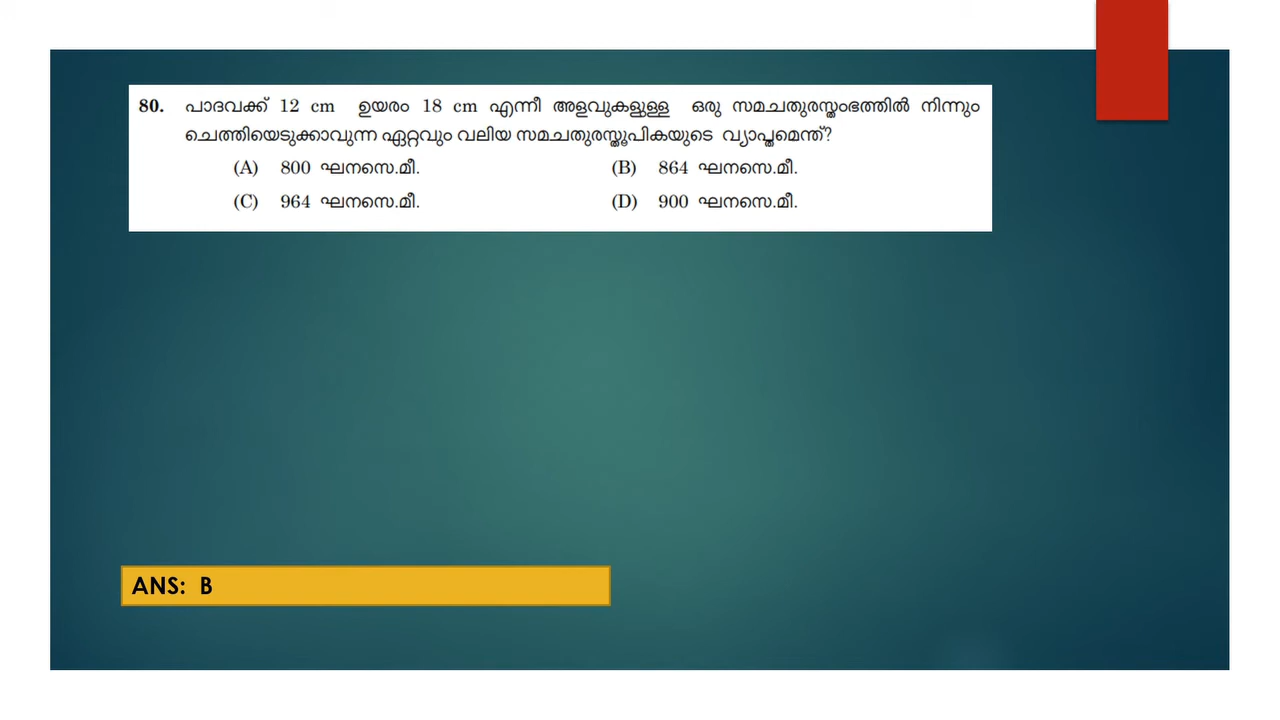 80. പാദവക്ക് 12 cm ഉയരം 18 cm എന്നീ അളവുകളുള്ള ഒരു സമചതുരസ്തംഭത്തിൽ നിന്നും
ചെത്തിയെടുക്കാവുന്ന ഏറ്റവും വലിയ സമചതുരസ്തൂപികയുടെ വ്യാപ്തമെന്ത്?
(A) 800 ഘനസെ.മീ. (B) 864 ഘനസെ.മീ.
(C) 964 ഘനസെ.മീ. (D) 900 ഘനസെ.മീ.
ANS: B